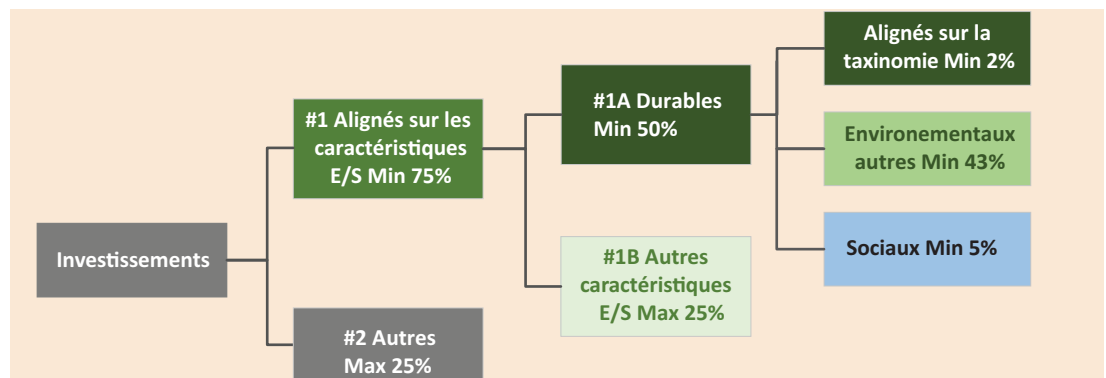 Investissements
#1 Alignés sur les
caractéristiques
E/S Min 75%
#2 Autres
Max 25%
#1A Durables
Min 50%
#1B Autres
caractéristiques
E/S Max 25%
Alignés sur la
taxinomie Min 2%
Environementaux
autres Min 43%
Sociaux Min 5%